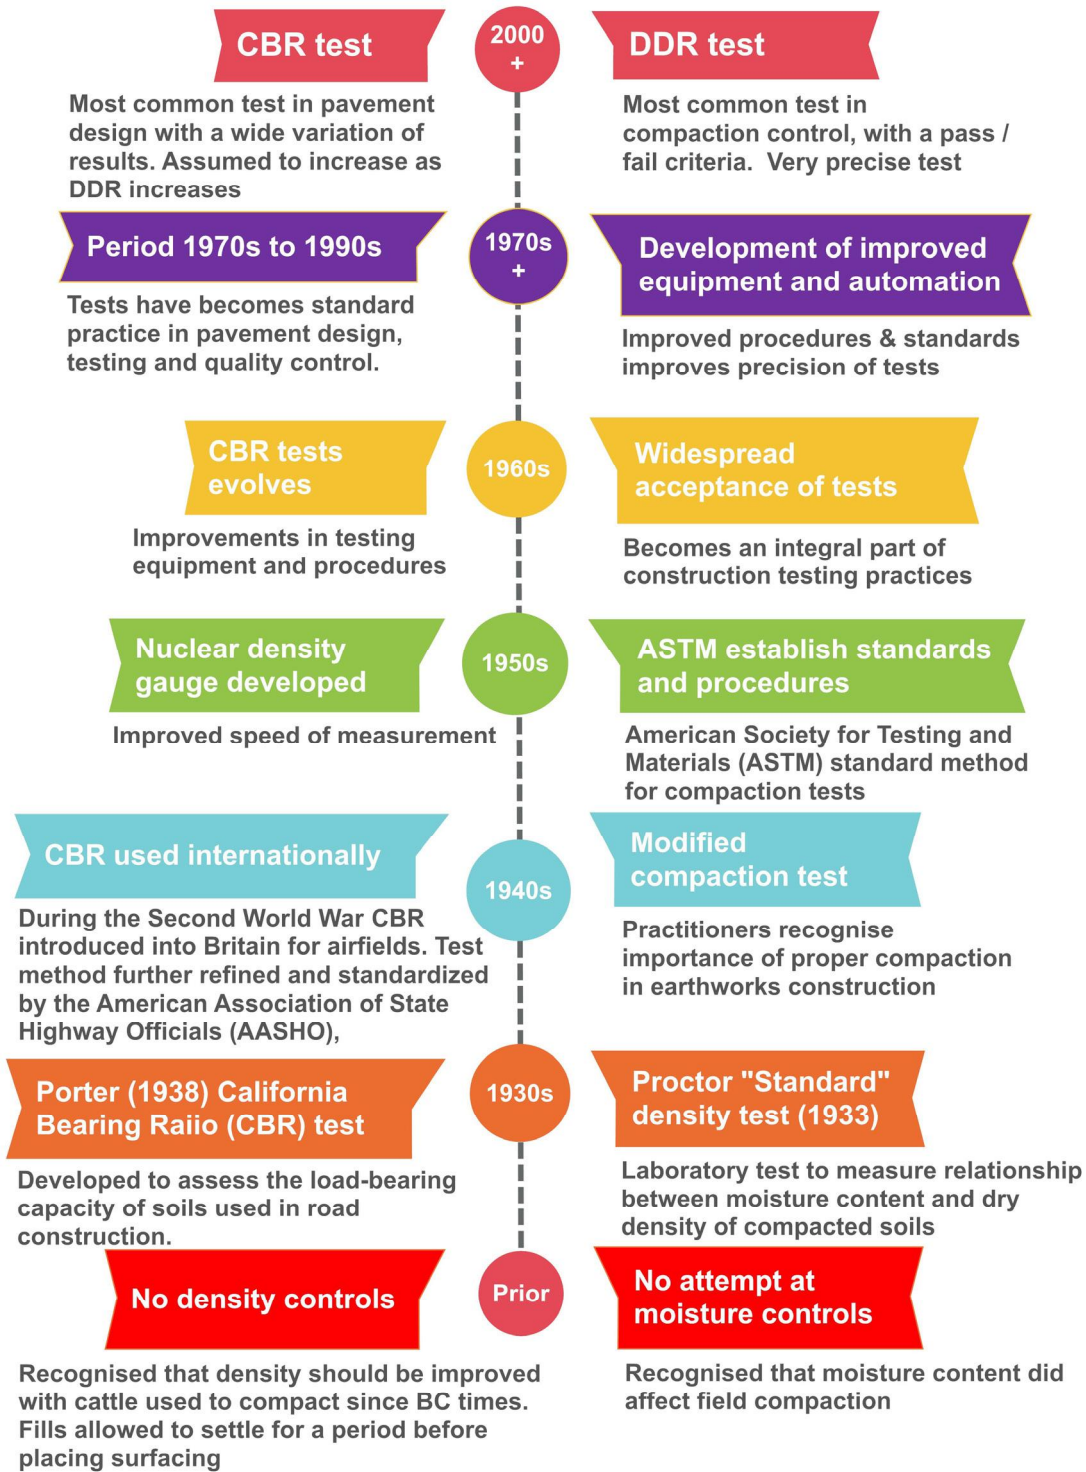 CBR test
2000
+
DDR test
Most common test in pavement
design with a wide variation of
results. Assumed to increase as
DDR increases
Most common test in
compaction control, with a pass /
fail criteria. Very precise test
Period 1970s to 1990s
1970s
+
Development of improved
equipment and automation
Tests have becomes standard
practice in pavement design,
testing and quality control.
Improved procedures & standards
improves precision of tests
CBR tests
evolves
1960s
Widespread
acceptance of tests
Improvements in testing
equipment and procedures
Becomes an integral part of
construction testing practices
Nuclear density
gauge developed
1950s
ASTM establish standards
and procedures
Improved speed of measurement
American Society for Testing and
Materials (ASTM) standard method
for compaction tests
CBR used internationally
1940s
Modified
compaction test
During the Second World War CBR
introduced into Britain for airfields. Test
method further refined and standardized
by the American Association of State
Highway Officials (AASHO),
Practitioners recognise
importance of proper compaction
in earthworks construction
Porter (1938) California
Bearing Raiio (CBR) test
1930s
Proctor "Standard"
density test (1933)
Developed to assess the load-bearing
capacity of soils used in road
construction.
Laboratory test to measure relationship
between moisture content and dry
density of compacted soils
No density controls
Prior
No attempt at
moisture controls
Recognised that density should be improved
with cattle used to compact since BC times.
Fills allowed to settle for a period before
placing surfacing
Recognised that moisture content did
affect field compaction